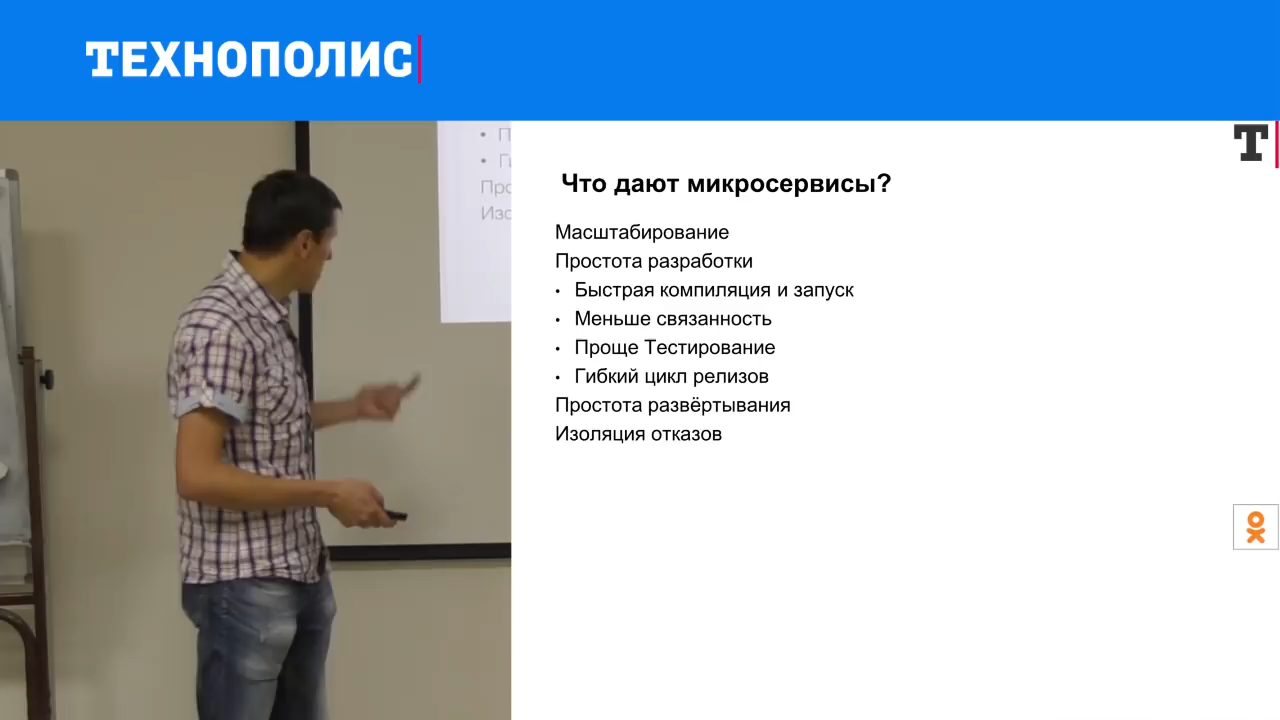 ТЕХНОПОЛИС
Т
Что дают микросервисы?
Масштабирование
Простота разработки
• Быстрая компиляция и запуск
• Меньше связанность
• Проще Тестирование
• Гибкий цикл релизов
Простота развёртывания
Изоляция отказов